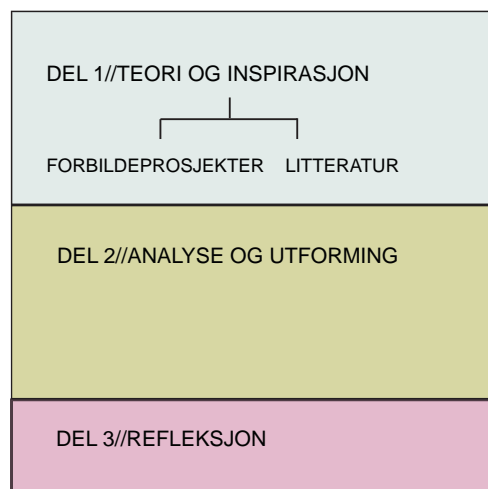 DEL 1//TEORI OG INSPIRASJON
FORBILDEPROSJEKTER LITTERATUR
DEL 2//ANALYSE OG UTFORMING
DEL 3//REFLEKSJON